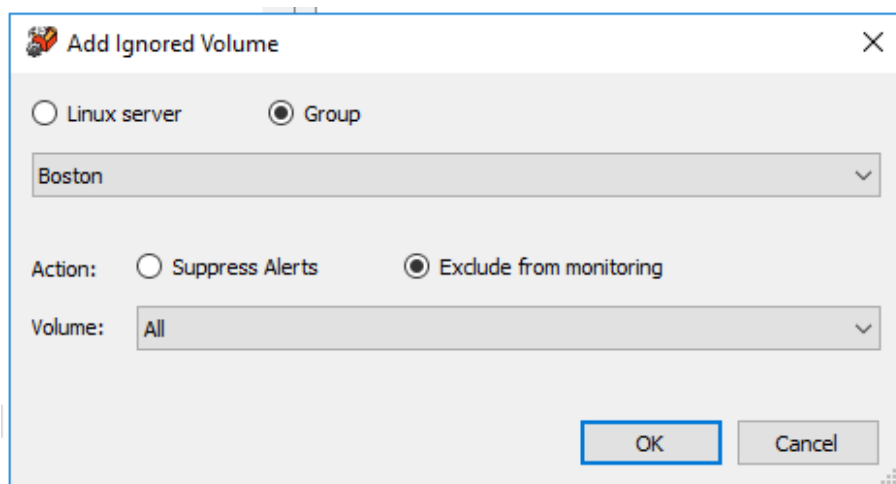 Add Ignored Volume
Linux server Group
Boston
Action: Suppress Alerts Exclude from monitoring
Volume: All
OK Cancel